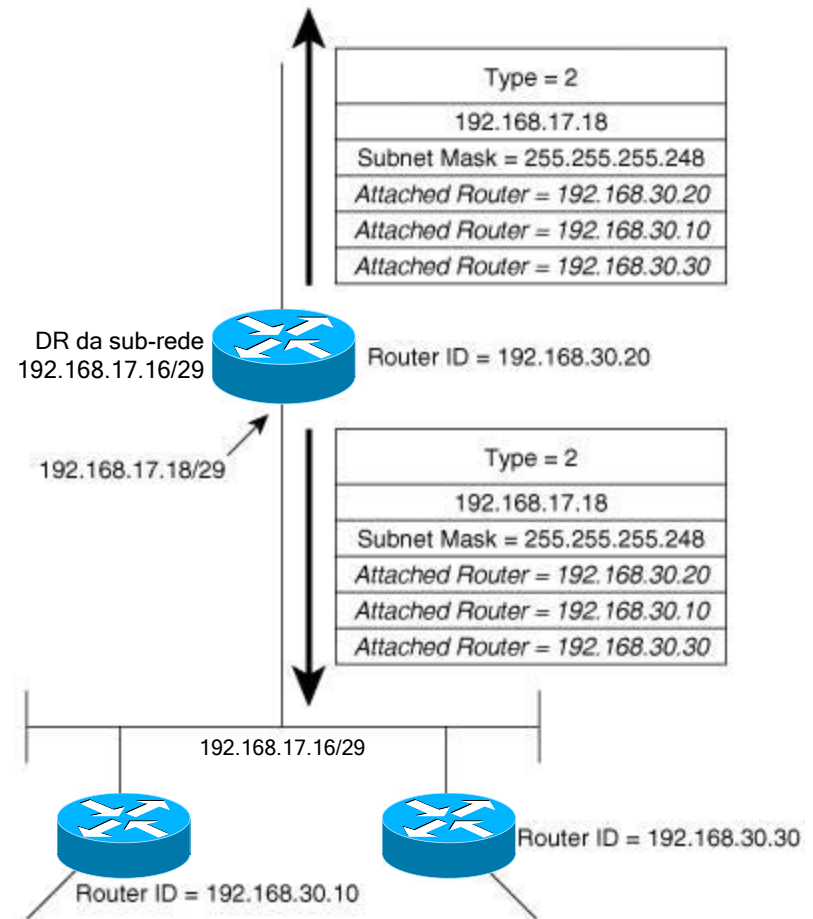 Type = 2
192.168.17.18
Subnet Mask = 255.255.255.248
Attached Router = 192.168.30.20
Attached Router = 192.168.30.10
Attached Router = 192.168.30.30
DR da sub-rede
192.168.17.16/29
Router ID = 192.168.30.20
192.168.17.18/29
Type = 2
192.168.17.18
Subnet Mask = 255.255.255.248
Attached Router = 192.168.30.20
Attached Router = 192.168.30.10
Attached Router = 192.168.30.30
192.168.17.16/29
Router ID = 192.168.30.30
Router ID = 192.168.30.10